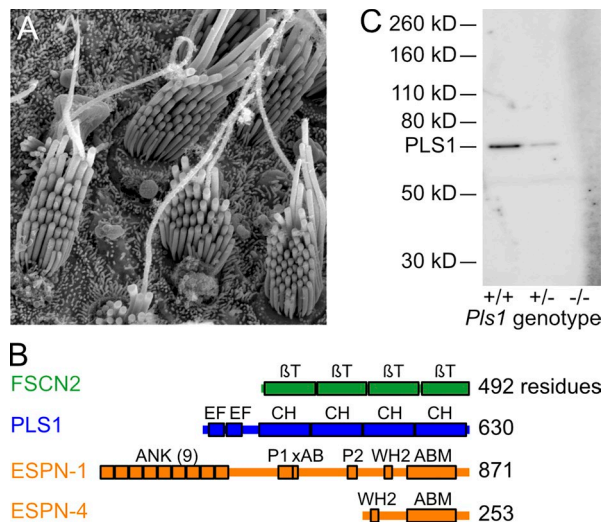 A
C
260 kD
160 kD
110 kD
80 kD
PLS1
50 kD
30 kD
+/+ +/- -/-
Pls1 genotype
B
FSCN2 ßT ßT ßT ßT 492 residues
PLS1 EF EF CH CH CH CH 630
ESPN-1 ANK (9) P1 xAB P2 WH2 ABM 871
ESPN-4 WH2 ABM 253